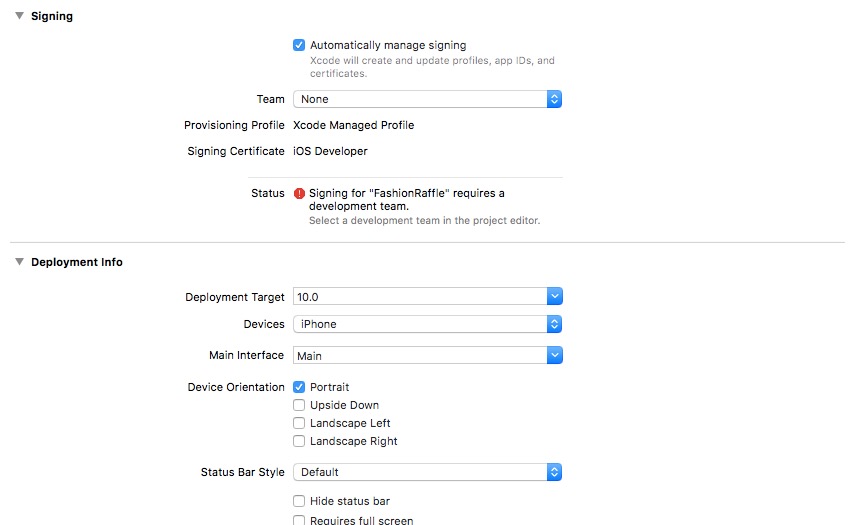 Signing
Automatically manage signing
Xcode will create and update profiles, app IDs, and
certificates.
Team None
Provisioning Profile Xcode Managed Profile
Signing Certificate iOS Developer
Status Signing for "FashionRaffle" requires a
development team.
Select a development team in the project editor.
Deployment Info
Deployment Target 10.0
Devices iPhone
Main Interface Main
Device Orientation Portrait
Upside Down
Landscape Left
Landscape Right
Status Bar Style Default
Hide status bar
Requires full screen